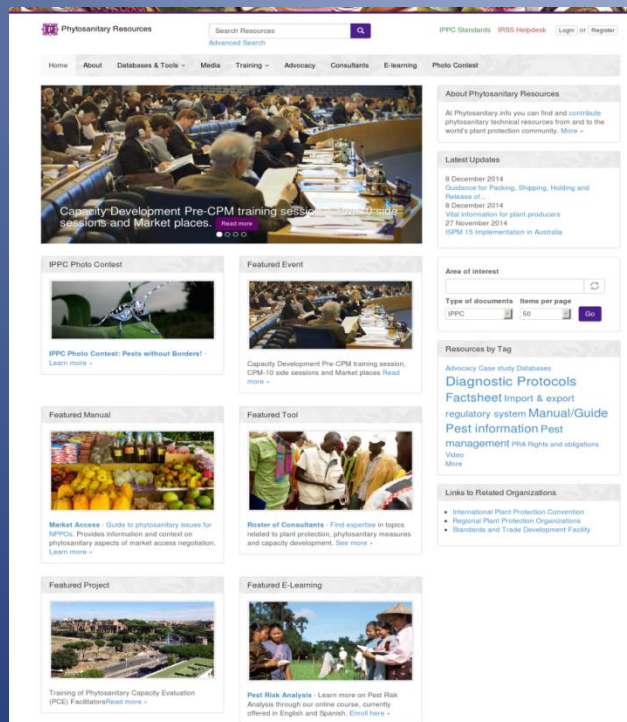 Phytosanitary Resources
Search Resources
Advanced Search
IPPC Standards IRSS Helpdesk Login or Register
Home About Databases & Tools Media Training Advocacy Consultants E-learning Photo Contest
Capacity Development Pre-CPM training session, CPM-10 side
sessions and Market places. Read more
About Phytosanitary Resources
At Phytosanitary.info you can find and contribute
phytosanitary technical resources from and to the
world's plant protection community. More »
Latest Updates
8 December 2014
Guidance for Packing, Shipping, Holding and
Release of...
8 December 2014
Vital information for plant producers
27 November 2014
ISPM 15 Implementation in Australia
IPPC Photo Contest
IPPC Photo Contest: Pests without Borders! -
Learn more »
Featured Event
Capacity Development Pre-CPM training session,
CPM-10 side sessions and Market places Read
more »
Area of interest
Type of documents Items per page
IPPC 50 Go
Resources by Tag
Advocacy Case study Databases
Diagnostic Protocols
Factsheet Import & export
regulatory system Manual/Guide
Pest information Pest
management PRA Rights and obligations
Video
More
Featured Manual
Market Access - Guide to phytosanitary issues for
NPPOs. Provides information and context on
phytosanitary aspects of market access negotiation.
Learn more »
Featured Tool
Roster of Consultants - Find expertise in topics
related to plant protection, phytosanitary measures
and capacity development. See more »
Links to Related Organizations
International Plant Protection Convention
Regional Plant Protection Organizations
Standards and Trade Development Facility
Featured Project
Training of Phytosanitary Capacity Evaluation
(PCE) FacilitatorsRead more »
Featured E-Learning
Pest Risk Analysis - Learn more on Pest Risk
Analysis through our online course, currently
offered in English and Spanish. Enroll here »